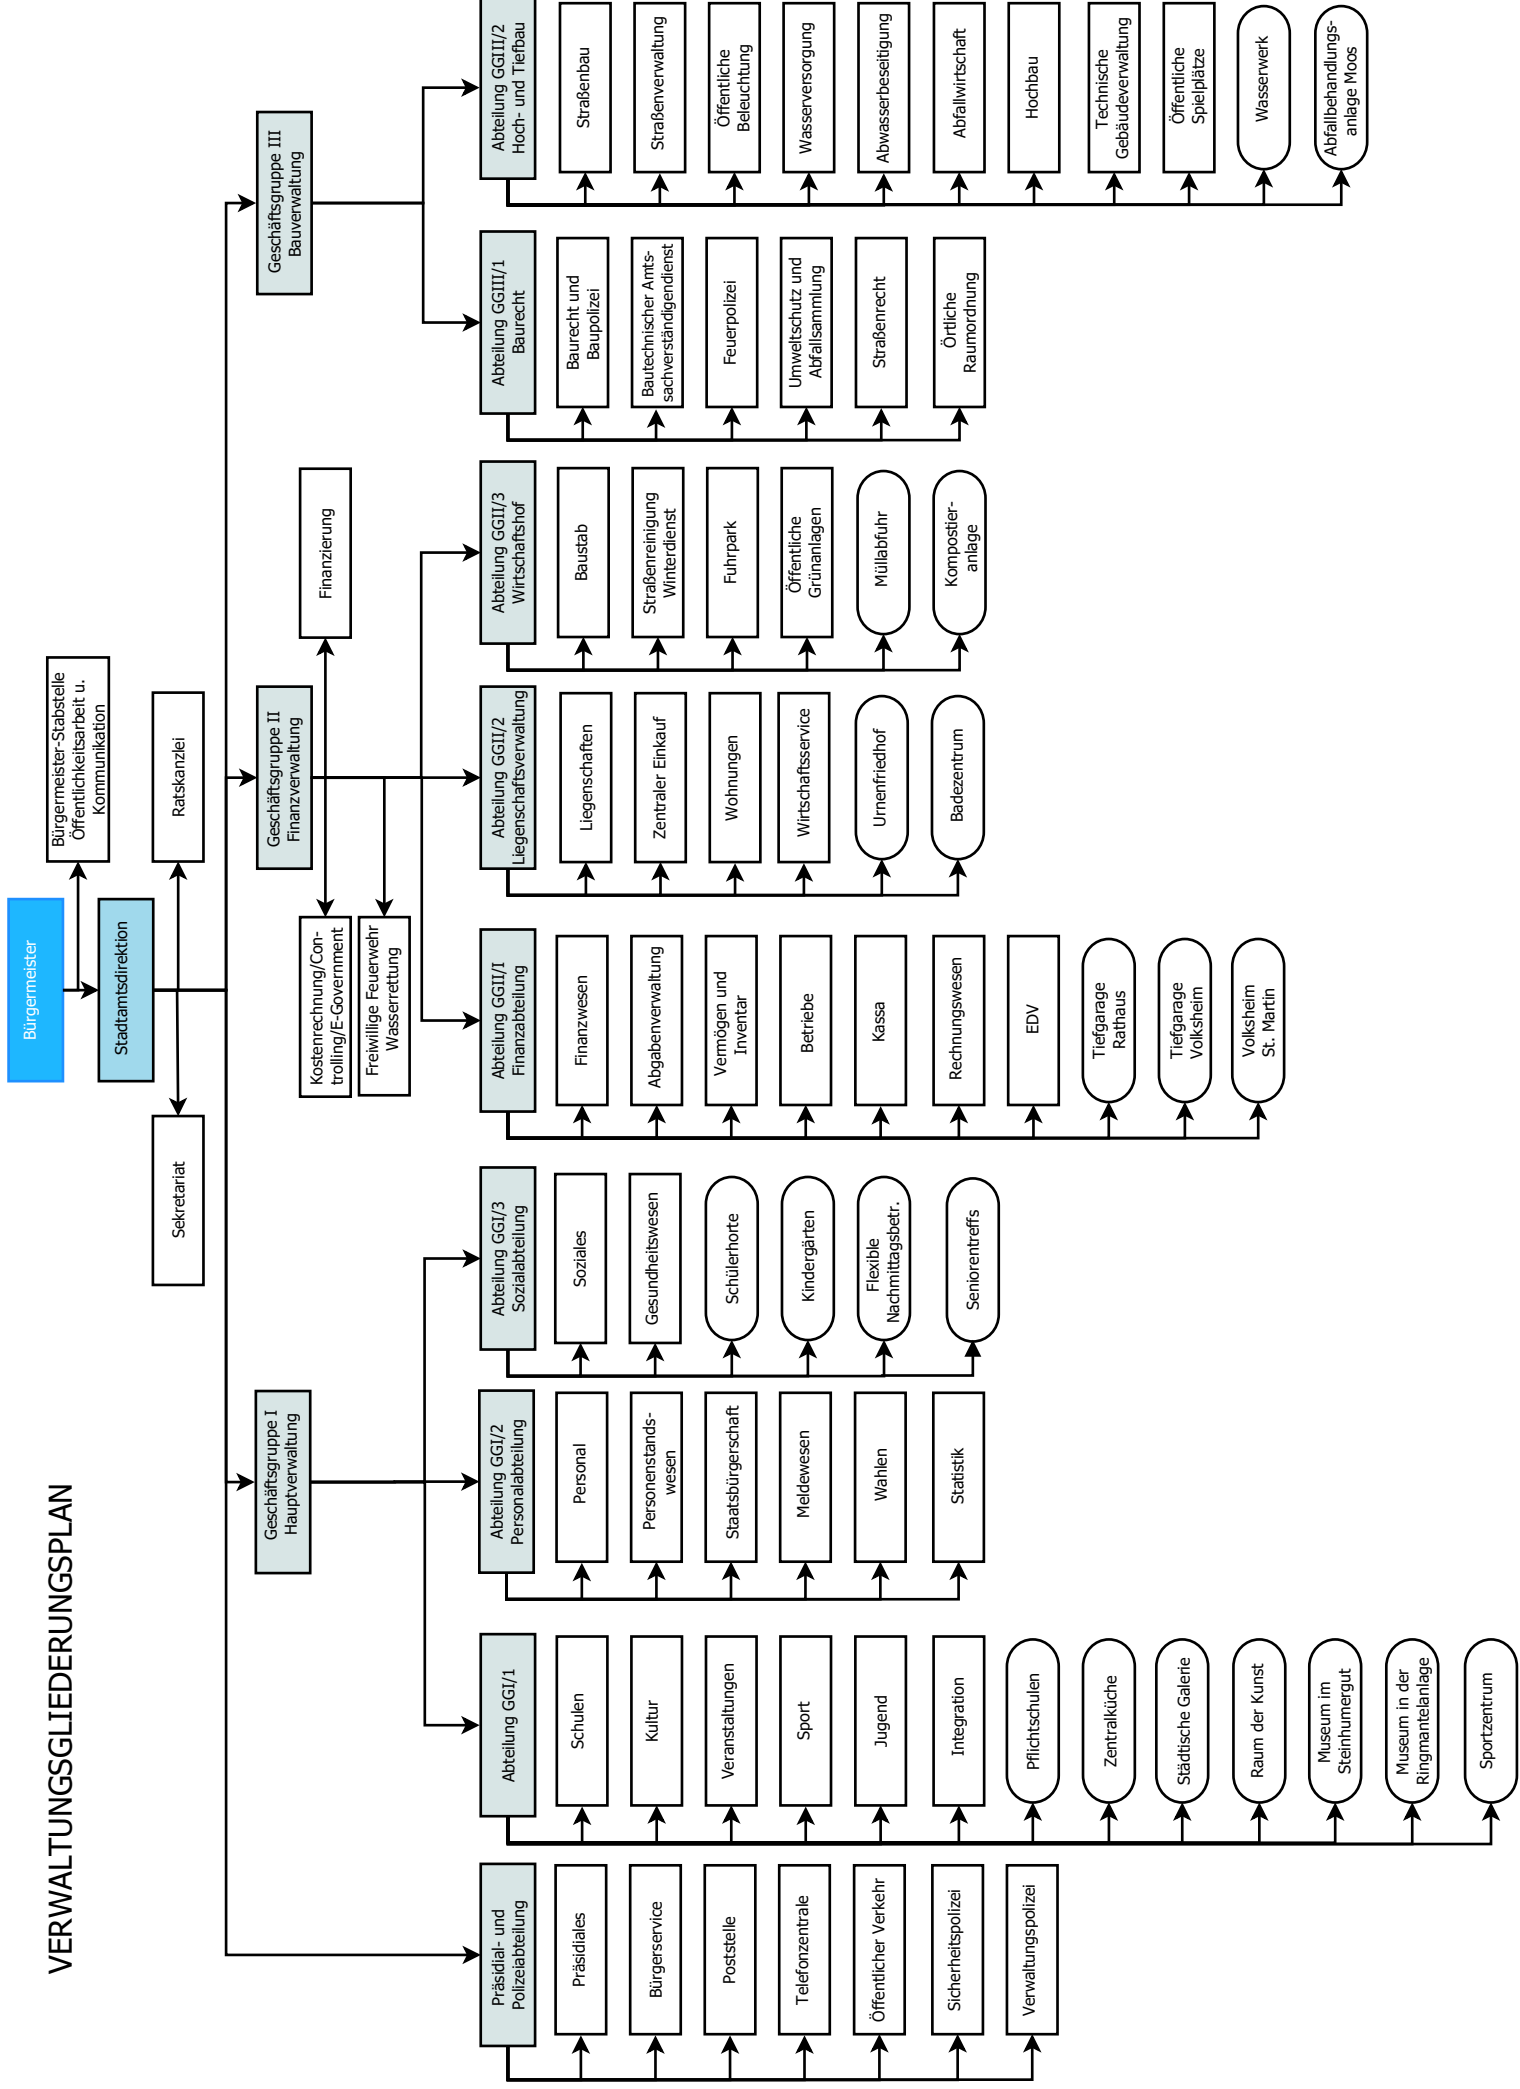 VERWALTUNGSGLIEDERUNGSPLAN
Bürgermeister
Bürgermeister-Stabstelle
Öffentlichkeitsarbeit u.
Kommunikation
Stadtamtsdirektion
Sekretariat
Ratskanzlei
Geschäftsgruppe I
Hauptverwaltung
Geschäftsgruppe II
Finanzverwaltung
Geschäftsgruppe III
Bauverwaltung
Kostenrechnung/Con-
trolling/E-Government
Finanzierung
Freiwillige Feuerwehr
Wasserrettung
Präsidial- und
Polizeiabteilung
Präsidiales
Bürgerservice
Poststelle
Telefonzentrale
Öffentlicher Verkehr
Sicherheitspolizei
Verwaltungspolizei
Abteilung GGI/1
Schulen
Kultur
Veranstaltungen
Sport
Jugend
Integration
Pflichtschulen
Zentralküche
Städtische Galerie
Raum der Kunst
Museum im
Steinhumergut
Museum in der
Ringmantelanlage
Sportzentrum
Abteilung GGI/2
Personalabteilung
Personal
Personenstands-
wesen
Staatsbürgerschaft
Meldewesen
Wahlen
Statistik
Abteilung GGI/3
Sozialabteilung
Soziales
Gesundheitswesen
Schülerhorte
Kindergärten
Flexible
Nachmittagsbetr.
Seniorentreffs
Abteilung GGII/I
Finanzabteilung
Finanzwesen
Abgabenverwaltung
Vermögen und
Inventar
Betriebe
Kassa
Rechnungswesen
EDV
Tiefgarage
Rathaus
Tiefgarage
Volksheim
Volksheim
St. Martin
Abteilung GGII/2
Liegenschaftsverwaltung
Liegenschaften
Zentraler Einkauf
Wohnungen
Wirtschaftsservice
Urnenfriedhof
Badezentrum
Abteilung GGII/3
Wirtschaftshof
Baustab
Straßenreinigung
Winterdienst
Fuhrpark
Öffentliche
Grünanlagen
Müllabfuhr
Kompostier-
anlage
Abteilung GGIII/1
Baurecht
Baurecht und
Baupolizei
Bautechnischer Amts-
sachverständigendienst
Feuerpolizei
Umweltschutz und
Abfallsammlung
Straßenrecht
Örtliche
Raumordnung
Abteilung GGIII/2
Hoch- und Tiefbau
Straßenbau
Straßenverwaltung
Öffentliche
Beleuchtung
Wasserversorgung
Abwasserbeseitigung
Abfallwirtschaft
Hochbau
Technische
Gebäudeverwaltung
Öffentliche
Spielplätze
Wasserwerk
Abfallbehandlungs-
anlage Moos